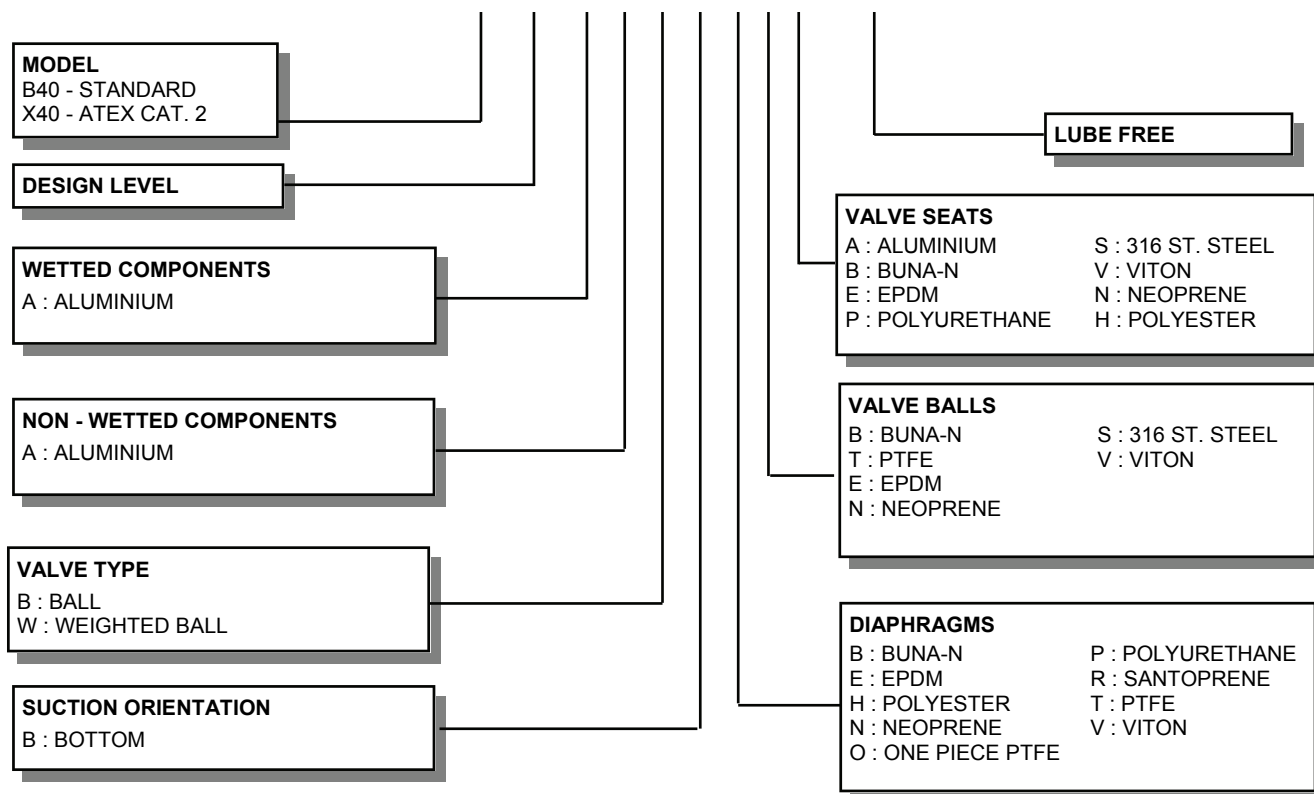 MODEL
B40 - STANDARD
X40 - ATEX CAT. 2
DESIGN LEVEL
WETTED COMPONENTS
A : ALUMINIUM
NON - WETTED COMPONENTS
A : ALUMINIUM
VALVE TYPE
B : BALL
W : WEIGHTED BALL
SUCTION ORIENTATION
B : BOTTOM
LUBE FREE
VALVE SEATS
A : ALUMINIUM S : 316 ST. STEEL
B : BUNA-N V : VITON
E : EPDM N : NEOPRENE
P : POLYURETHANE H : POLYESTER
VALVE BALLS
B : BUNA-N S : 316 ST. STEEL
T : PTFE V : VITON
E : EPDM
N : NEOPRENE
DIAPHRAGMS
B : BUNA-N P : POLYURETHANE
E : EPDM R : SANTOPRENE
H : POLYESTER T : PTFE
N : NEOPRENE V : VITON
O : ONE PIECE PTFE